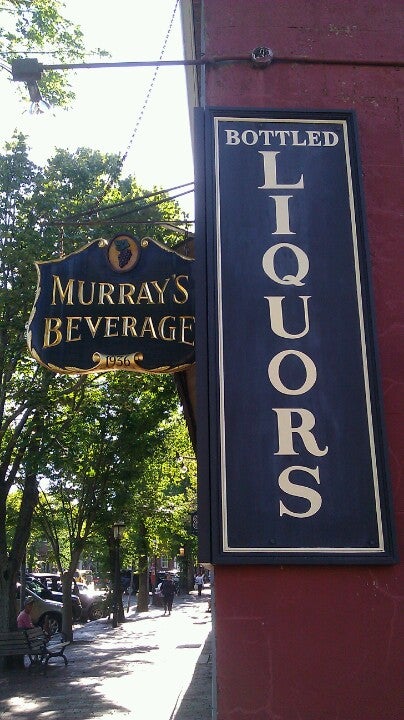 MURRAY'S
BEVERAGE
1936
BOTTLED
LIQUORS